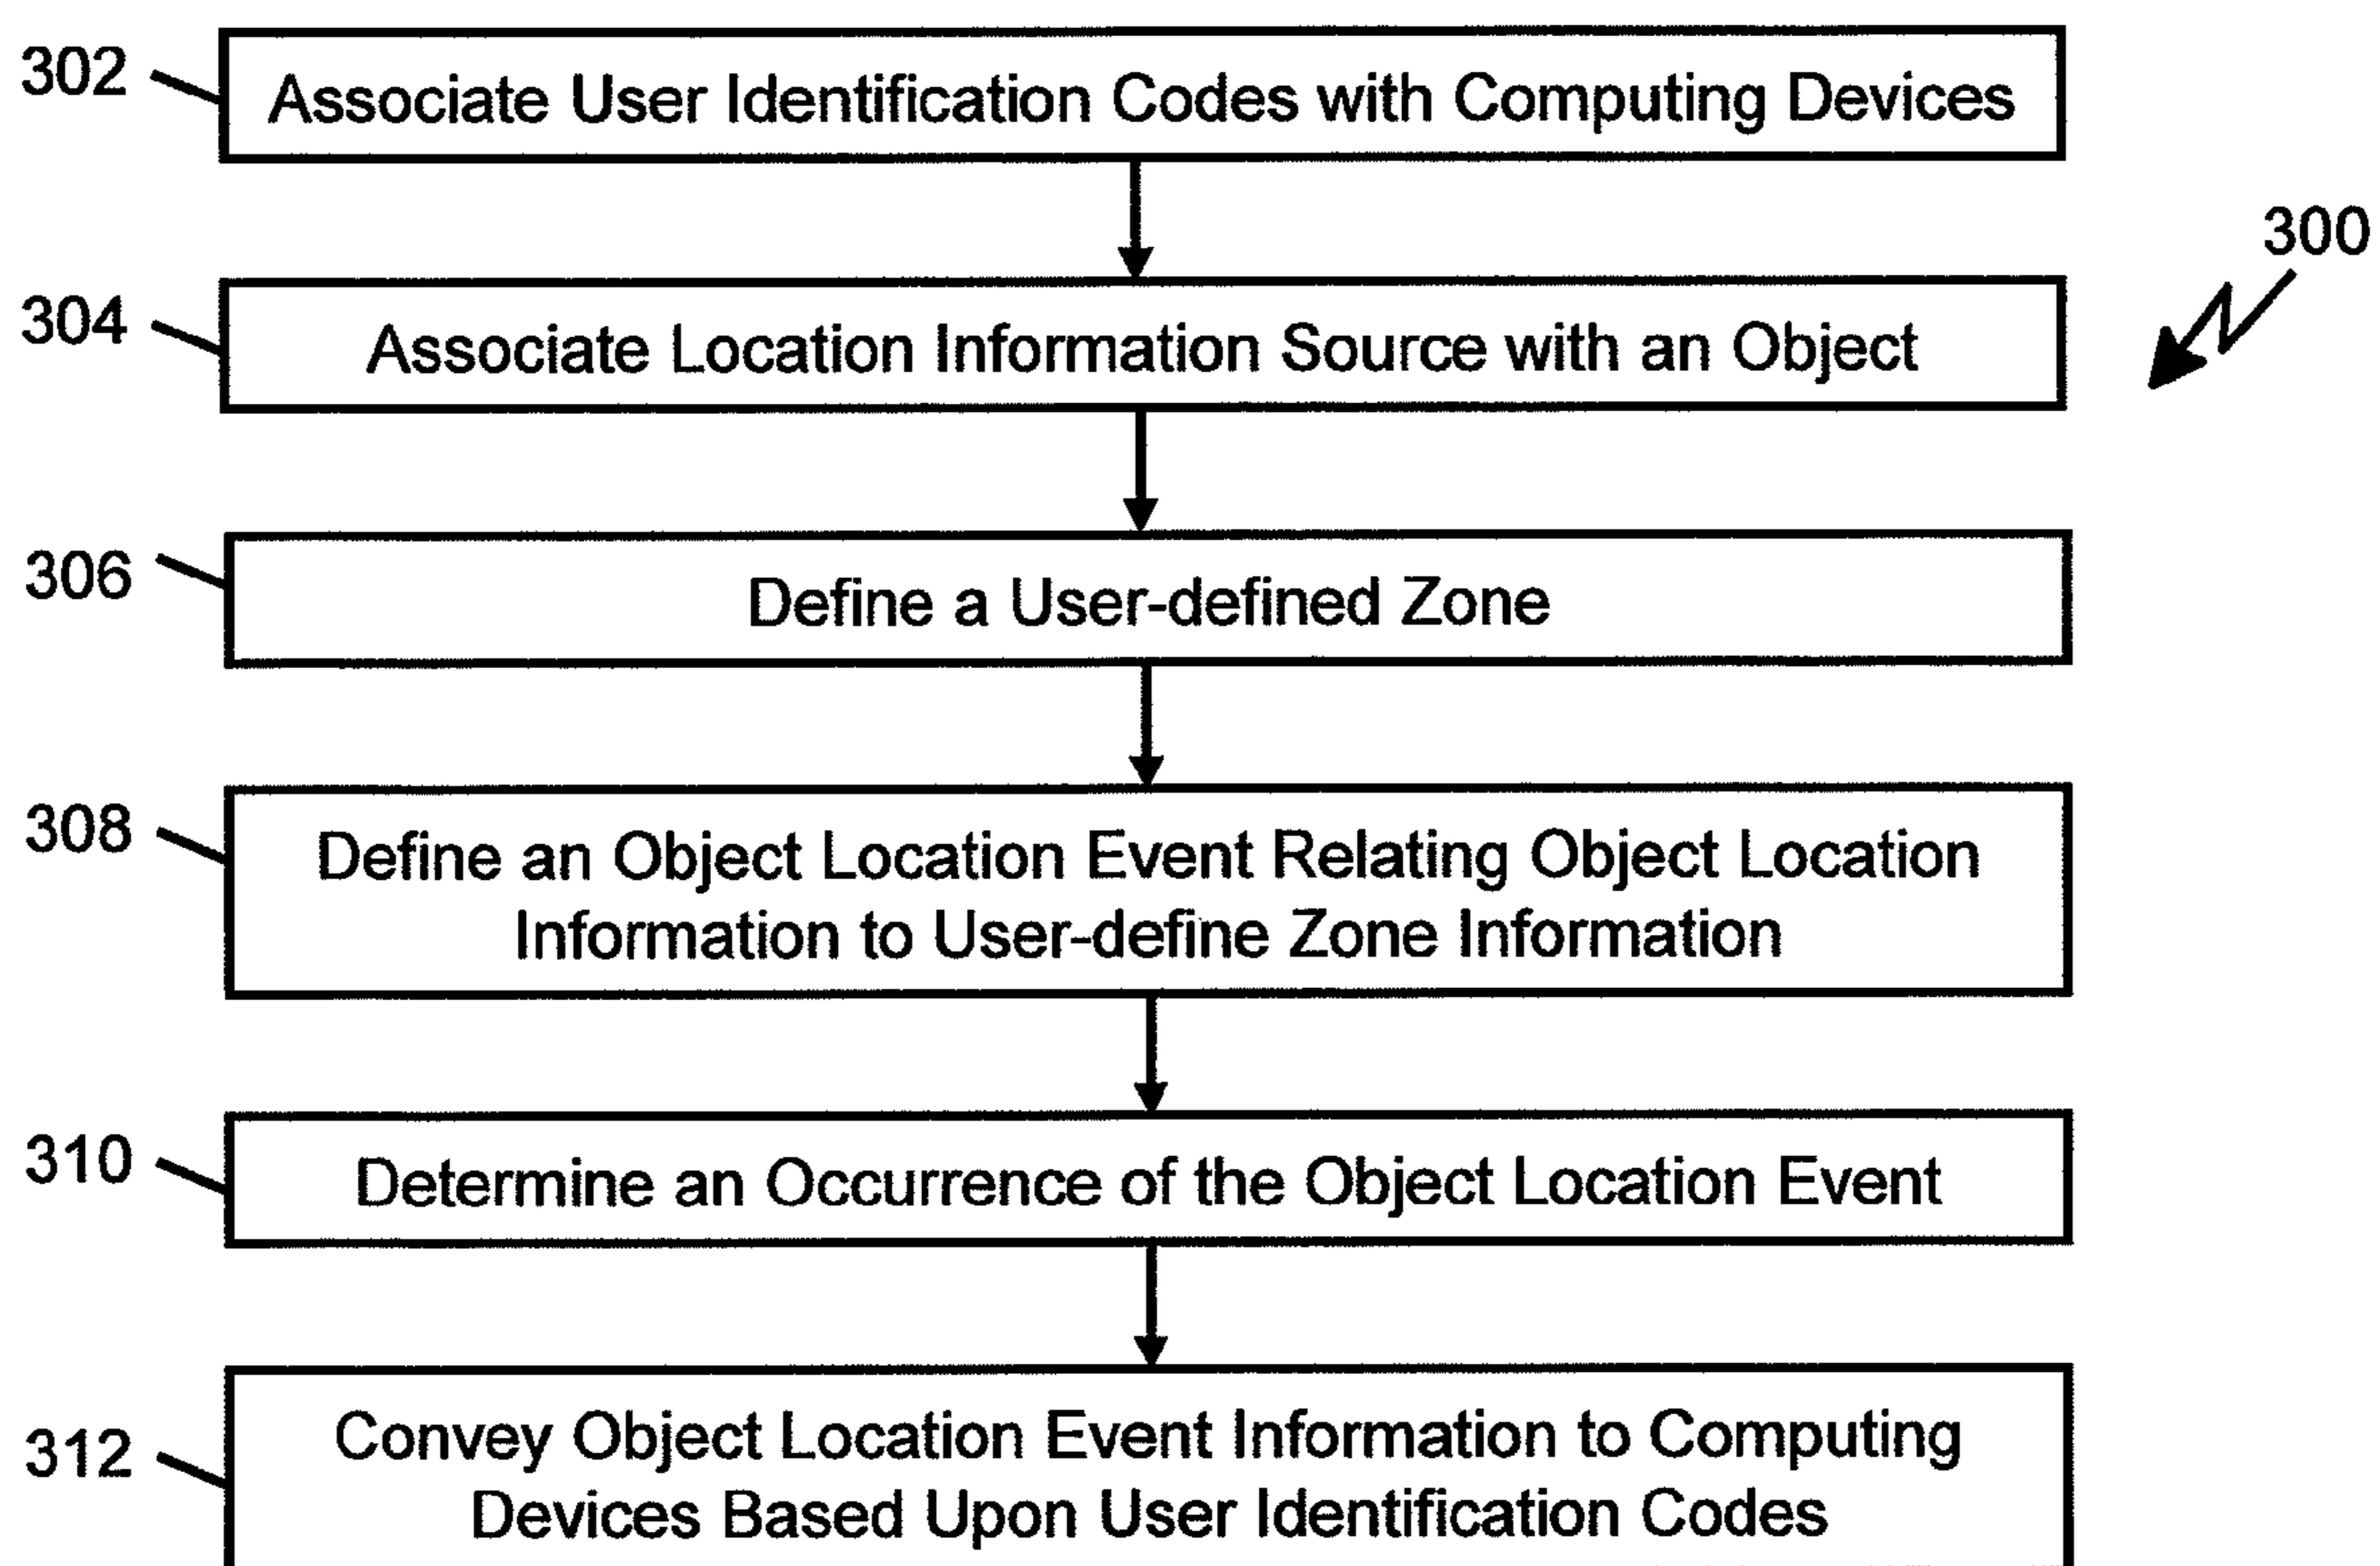 302
Associate User Identification Codes with Computing Devices
300
304
Associate Location Information Source with an Object
306
Define a User-defined Zone
308
Define an Object Location Event Relating Object Location
Information to User-define Zone Information
310
Determine an Occurrence of the Object Location Event
312
Convey Object Location Event Information to Computing
Devices Based Upon User Identification Codes